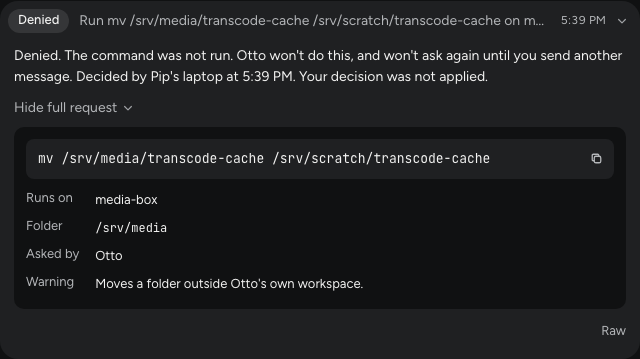 Denied Run mv /srv/media/transcode-cache /srv/scratch/transcode-cache on m... 5:39 PM
Denied. The command was not run. Otto won't do this, and won't ask again until you send another
message. Decided by Pip's laptop at 5:39 PM. Your decision was not applied.
Hide full request
mv /srv/media/transcode-cache /srv/scratch/transcode-cache
Runs on media-box
Folder /srv/media
Asked by Otto
Warning Moves a folder outside Otto's own workspace.
Raw